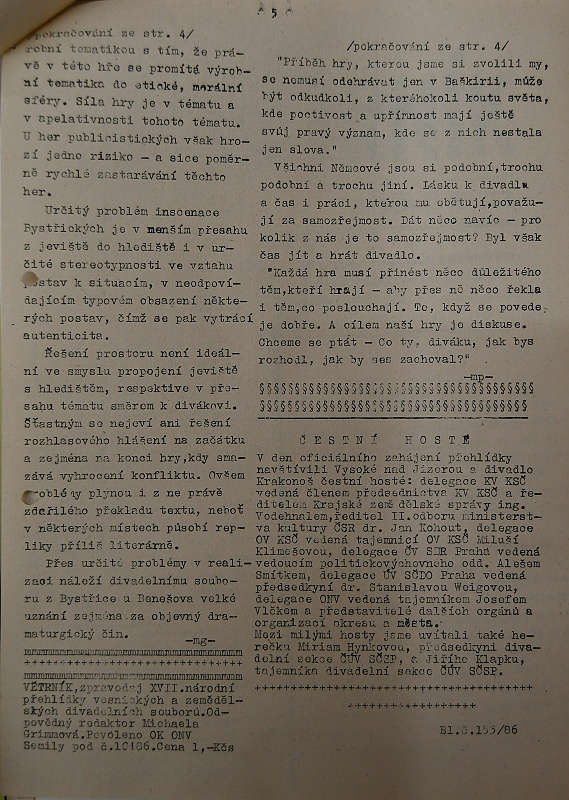 5
/pokračování ze str. 4/
robní tematikou s tím, že prá-
vě v této hře se promítá výrob-
ní tematika do etické, morální
sféry. Síla hry je v tématu a
v apelativnosti tohoto tématu.
U her publicistických však hro-
zí jedno riziko - a sice poměr-
ně rychlé zastarávání těchto
her.
Určitý problém inscenace
Bystřických je v menším přesahu
z jeviště do hlediště i v ur-
čité stereotypnosti ve vztahu
postav k situacím, v neodpoví-
dajícím typovém obsazení někte-
rých postav, čímž se pak vytrácí
autenticita.
Řešení prostoru není ideál-
ní ve smyslu propojení jeviště
s hledištěm, respektive v pře-
sahu tématu směrem k divákovi.
Šťastným se nejeví ani řešení
rozhlasového hlášení na začátku
a zejména na konci hry,kdy sma-
zává vyhrocení konfliktu. Ovšem
problémy plynou i z ne právě
zdařilého překladu textu, neboť
v některých místech působí rep-
liky příliš literárně.
Přes určité problémy v reali-
zaci náleží divadelnímu soubo-
ru z Bystřice u Benešova velké
uznání zejména za objevný dra-
maturgický čin.
-mg-
+++++++++++++++++++++++++++++++
VĚTRNÍK,zpravodaj XVII.národní
přehlídky vesnických a zeměděl-
ských divadelních souborů.Od-
povědný redaktor Michaela
Grimmová.Povoleno OK ONV
Semily pod č.10186.Cena 1,-Kčs
/pokračování ze str. 4/
"Příběh hry, kterou jsme si zvolili my,
se nemusí odehrávat jen v Baškirii, může
být odkudkoli, z kteréhokoli koutu světa,
kde poctivost a upřímnost mají ještě
svůj pravý význam, kde se z nich nestala
jen slova."
Všichni Němcové jsou si podobní,trochu
podobní a trochu jiní. Lásku k divadlu
a čas i práci, kterou mu obětují,považu-
jí za samozřejmost. Dát něco navíc - pro
kolik z nás je to samozřejmost? Byl však
čas jít a hrát divadlo.
"Každá hra musí přinést něco důležitého
těm,kteří hrají - aby přes ně něco řekla
i těm,co poslouchají. To, když se povede,
je dobře. A cílem naší hry je diskuse.
Chceme se ptát - Co ty, diváku, jak bys
rozhodl, jak by ses zachoval?"
-mp-
§§§§§§§§§§§§§§§§§§§§§§§§§§§§§§§§§§§§§§
§§§§§§§§§§§§§§§§§§§§§§§§§§§§§§§§§§§§§§
ČESTNÍ HOSTÉ
V den oficiálního zahájení přehlídky
navštívili Vysoké nad Jizerou a divadlo
Krakonoš čestní hosté: delegace KV KSČ
vedená členem předsednictva KV KSČ a ře-
ditelem Krajské zemědělské správy ing.
Vodehnalem,ředitel II.odboru ministerst-
va kultury ČSR dr. Jan Kohout, delegace
OV KSČ vedená tajemnicí OV KSČ Miluší
Klimešovou, delegace ÚV SDR Praha vedená
vedoucím politickovýchovného odd. Alešem
Smítkem, delegace ÚV SČDO Praha vedená
předsedkyní dr. Stanislavou Weigovou,
delegace ONV vedená tajemníkem Josefem
Vlčkem a představitelé dalších orgánů a
organizací okresu a města.
Mezi milými hosty jsme uvítali také he-
rečku Miriam Hynkovou, předsedkyni diva-
delní sekce ČÚV SČSP, a Jiřího Klapku,
tajemníka divadelní sekce ČÚV SČSP.
+++++++++++++++++++++++++++++++++++++++
++++++++++++++++++